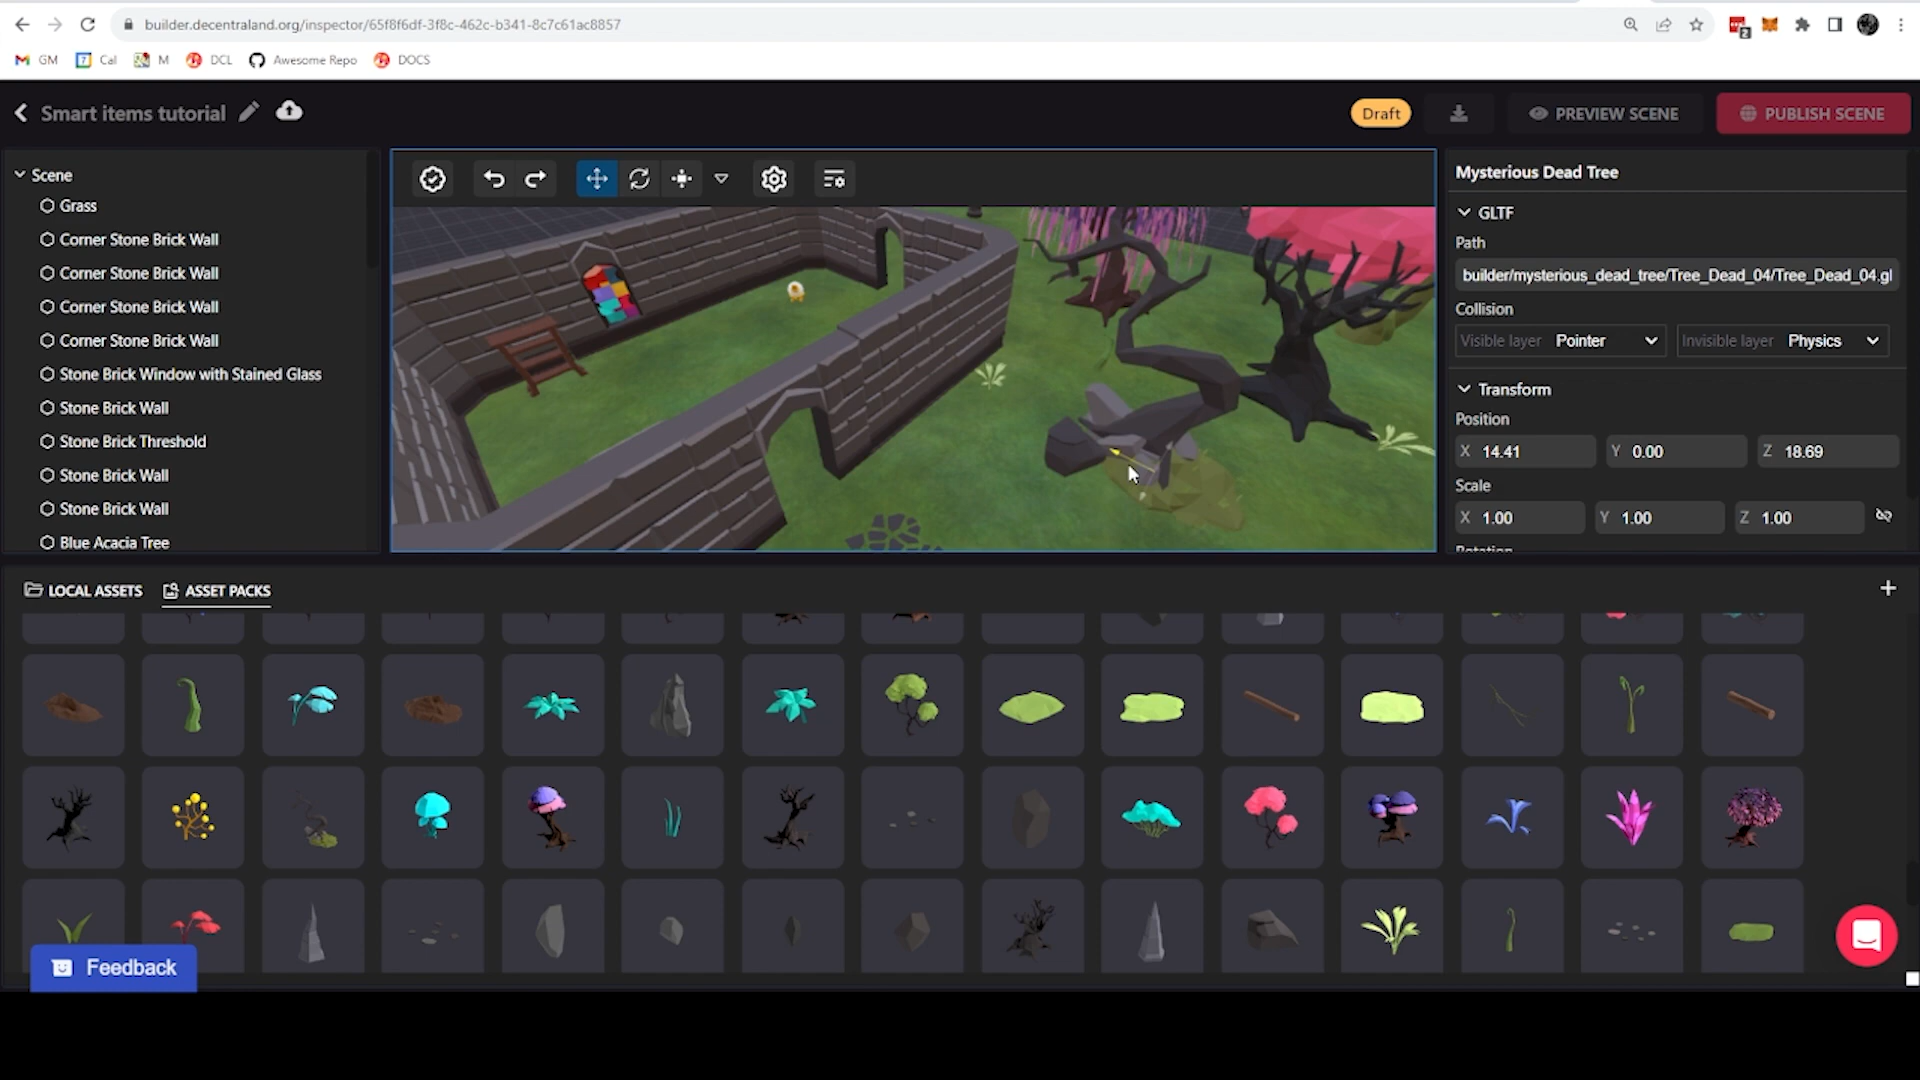 builder.decentraland.org/inspector/65f8f6df-3f8c-462c-b341-8c7c61ac8857
2
GM
7
Cal
M
DCL
Awesome Repo
DOCS
Smart items tutorial
Draft
PREVIEW SCENE
PUBLISH SCENE
Scene
Grass
Corner Stone Brick Wall
Corner Stone Brick Wall
Corner Stone Brick Wall
Corner Stone Brick Wall
Stone Brick Window with Stained Glass
Stone Brick Wall
Stone Brick Threshold
Stone Brick Wall
Stone Brick Wall
Blue Acacia Tree
Mysterious Dead Tree
GLTF
Path
builder/mysterious_dead_tree/Tree_Dead_04/Tree_Dead_04.gl
Collision
Visible layer Pointer
Invisible layer Physics
Transform
Position
X 14.41
Y 0.00
Z 18.69
Scale
X 1.00
Y 1.00
Z 1.00
Rotation
LOCAL ASSETS
ASSET PACKS
Feedback